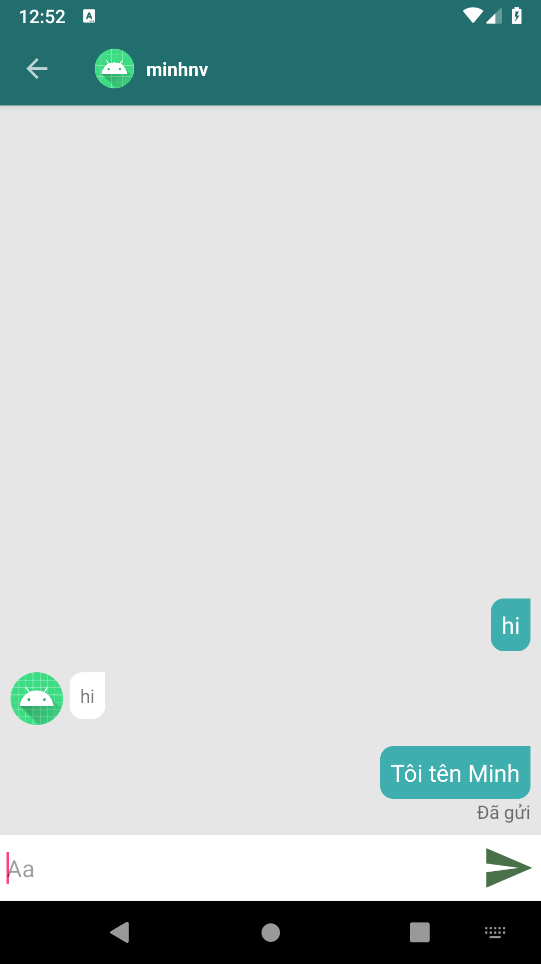 12:52
minhnv
hi
hi
Tôi tên Minh
Đã gửi
Aa